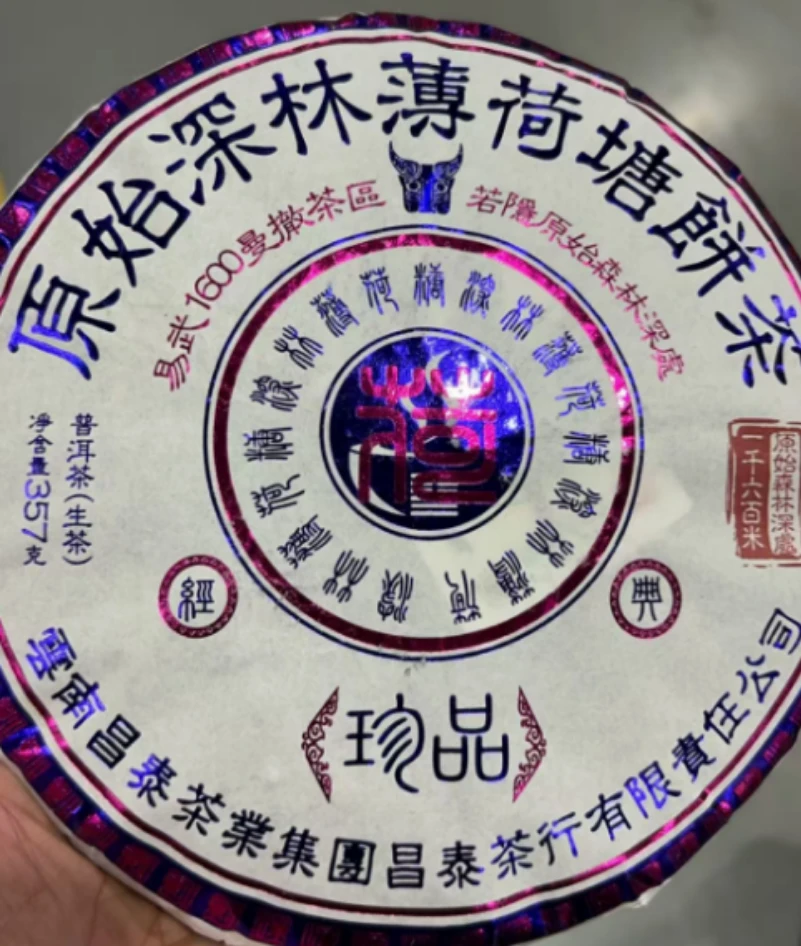 原始深林薄荷塘餅茶
易武1600曼撒茶區
若隱原始森林深處
普洱茶(生茶)
淨含量357克
原始森林深處
一千六百米
經
典
珍品
雲南昌泰茶業集團昌泰茶行有限責任公司